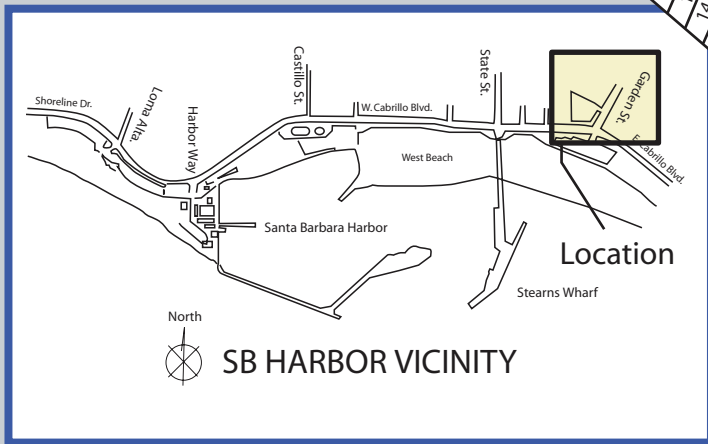 14
Castillo St.
State St.
Garden St.
Shoreline Dr.
Loma Alta.
Harbor Way
W. Cabrillo Blvd.
E. Cabrillo Blvd.
West Beach
Santa Barbara Harbor
Location
Stearns Wharf
North
SB HARBOR VICINITY